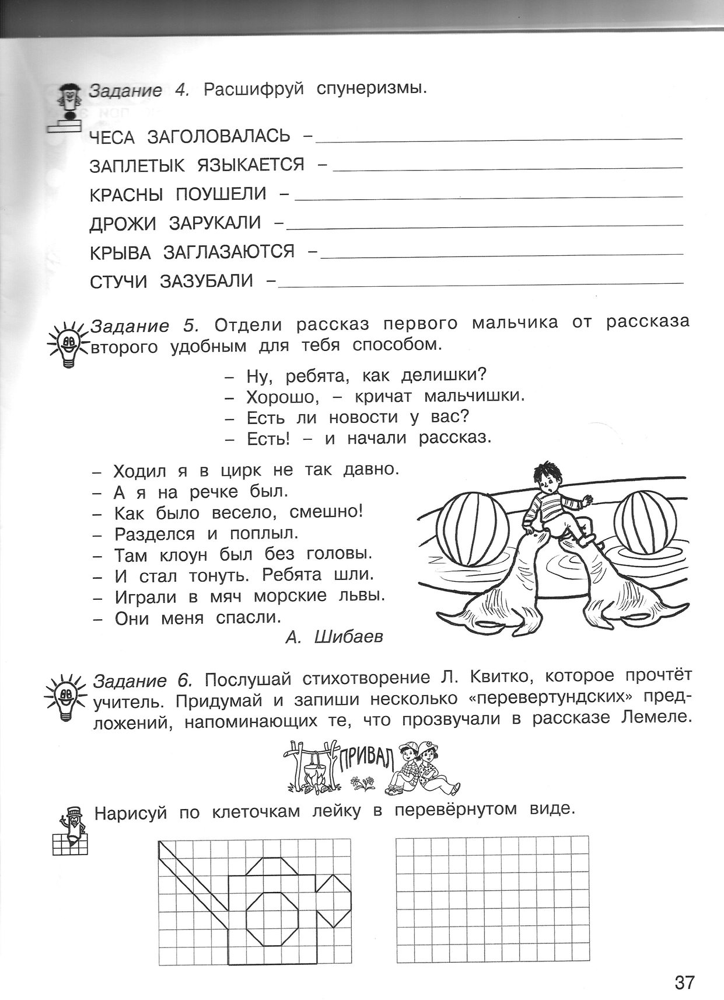 Задание 4. Расшифруй спунеризмы.
ЧЕСА ЗАГОЛОВАЛАСЬ –
ЗАПЛЕТЫК ЯЗЫКАЕТСЯ –
КРАСНЫ ПОУШЕЛИ –
ДРОЖИ ЗАРУКАЛИ –
КРЫВА ЗАГЛАЗАЮТСЯ –
СТУЧИ ЗАЗУБАЛИ –
Задание 5. Отдели рассказ первого мальчика от рассказа
второго удобным для тебя способом.
– Ну, ребята, как делишки?
– Хорошо, – кричат мальчишки.
– Есть ли новости у вас?
– Есть! – и начали рассказ.
– Ходил я в цирк не так давно.
– А я на речке был.
– Как было весело, смешно!
– Разделся и поплыл.
– Там клоун был без головы.
– И стал тонуть. Ребята шли.
– Играли в мяч морские львы.
– Они меня спасли.
А. Шибаев
Задание 6. Послушай стихотворение Л. Квитко, которое прочтёт
учитель. Придумай и запиши несколько «перевертундских» пред-
ложений, напоминающих те, что прозвучали в рассказе Лемеле.
ПРИВАЛ
Нарисуй по клеточкам лейку в перевёрнутом виде.
37